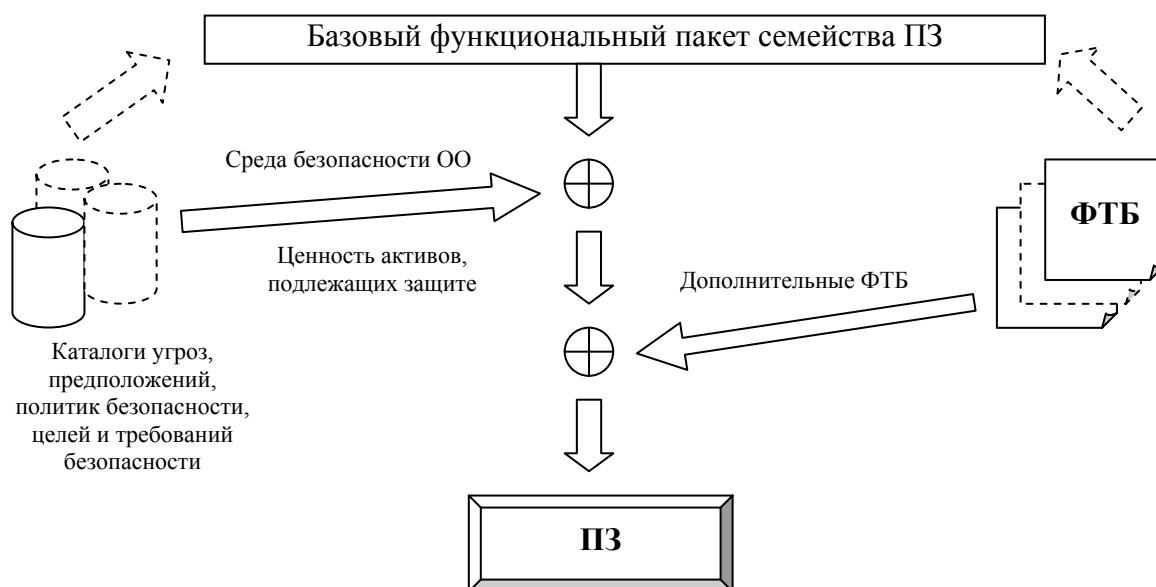 Базовый функциональный пакет семейства ПЗ
Среда безопасности ОО
ФТБ
Ценность активов,
подлежащих защите
Дополнительные ФТБ
Каталоги угроз,
предположений,
политик безопасности,
целей и требований
безопасности
ПЗ